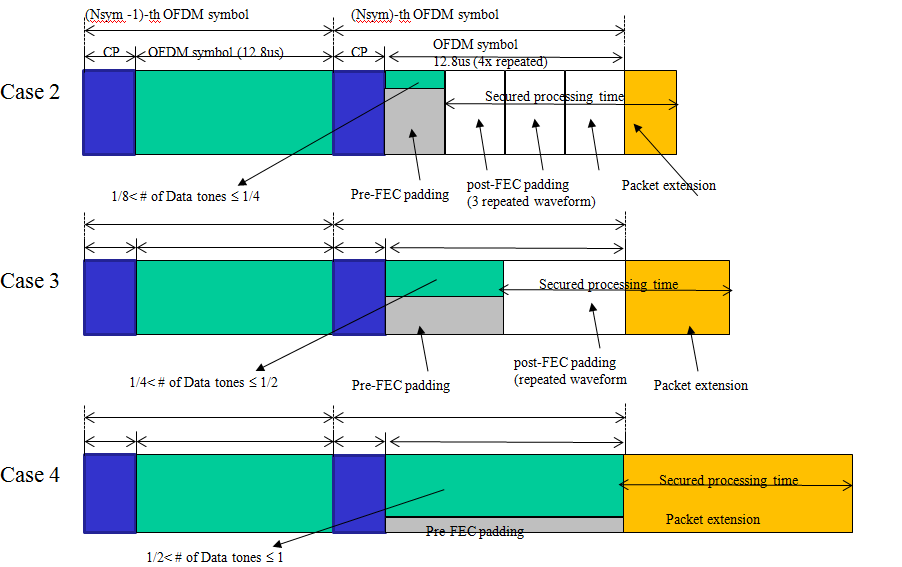 (Nsym -1)-th OFDM symbol
(Nsym)-th OFDM symbol
CP
OFDM symbol (12.8us)
CP
OFDM symbol
12.8us (4x repeated)
Case 2
Secured processing time
1/8< # of Data tones ≤ 1/4
Pre-FEC padding
post-FEC padding
(3 repeated waveform)
Packet extension
Case 3
Secured processing time
1/4< # of Data tones ≤ 1/2
Pre-FEC padding
post-FEC padding
(repeated waveform
Packet extension
Case 4
Secured processing time
Packet extension
Pre-FEC padding
1/2< # of Data tones ≤ 1